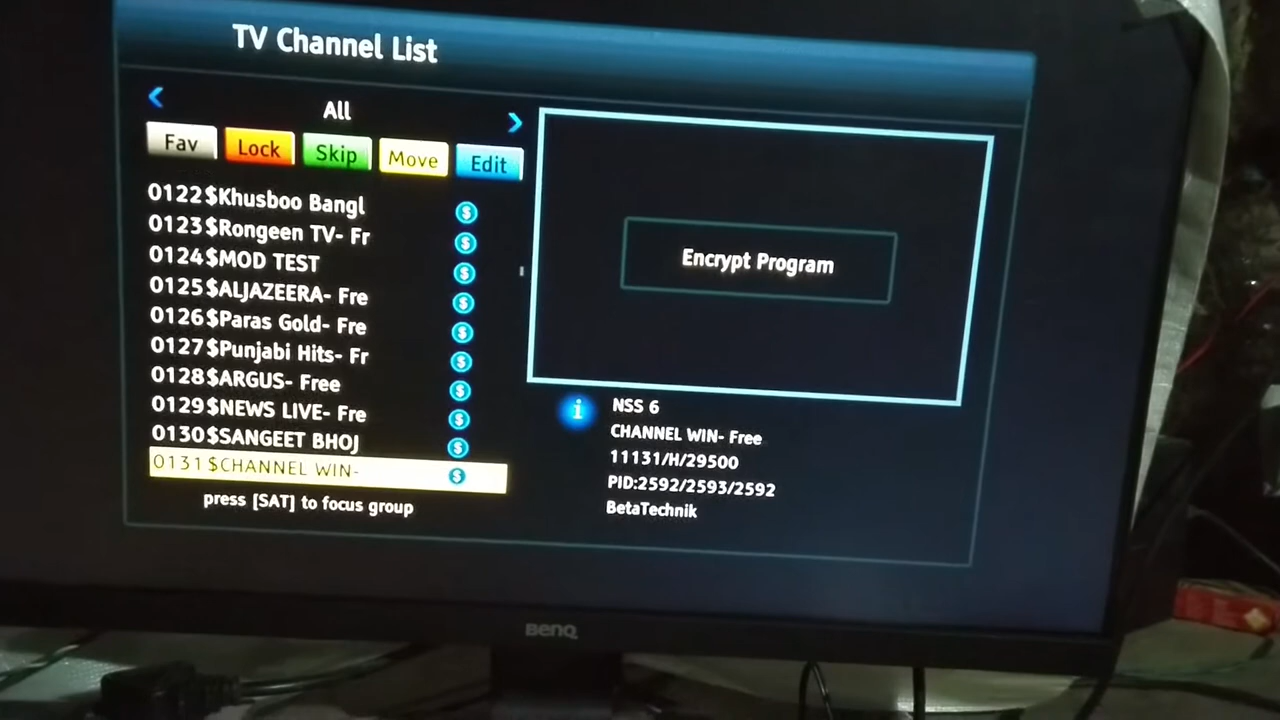 TV Channel List
All
Fav Lock Skip Move Edit
0122$Khusboo Bangl
0123$Rongeen TV- Fr
0124$MOD TEST
0125$ALJAZEERA- Fre
0126$Paras Gold- Fre
0127$Punjabi Hits- Fr
0128$ARGUS- Free
0129$NEWS LIVE- Fre
0130$SANGEET BHOJ
0131$CHANNEL WIN-
press [SAT] to focus group
Encrypt Program
NSS 6
CHANNEL WIN- Free
11131/H/29500
PID:2592/2593/2592
BetaTechnik
BenQ